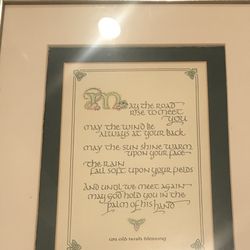 May the road
rise to meet
you
may the wind be
always at your back.
may the sun shine warm
upon your face
the rain
fall soft upon your fields
and until we meet again
may god hold you in the
palm of his hand
an old irish blessing